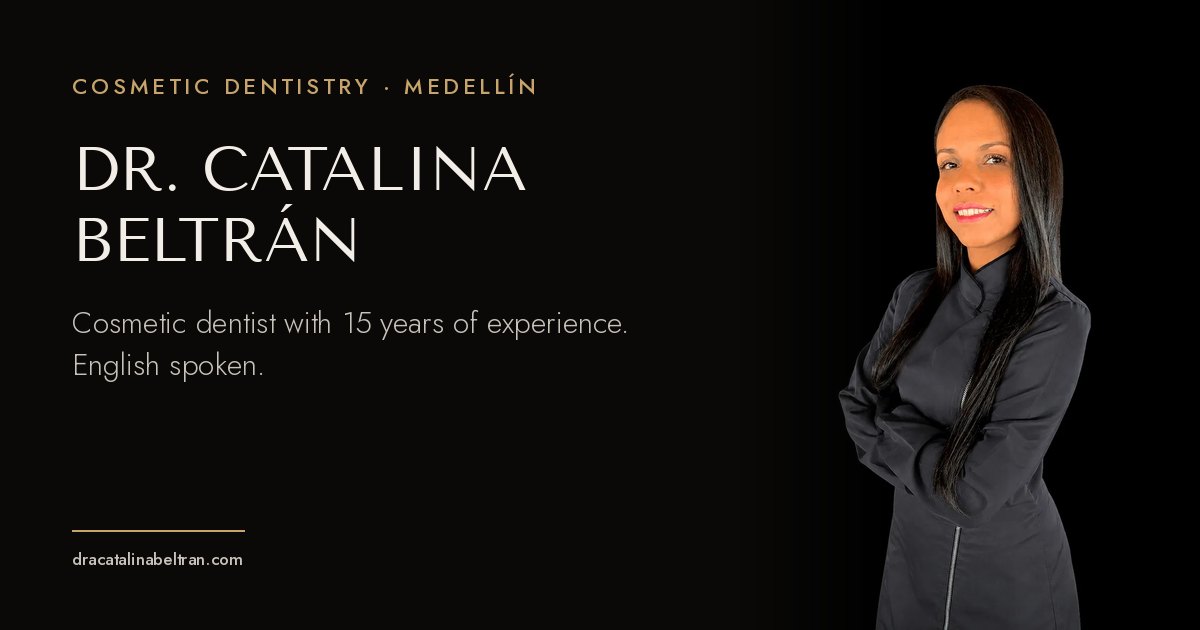 COSMETIC DENTISTRY · MEDELLÍN
DR. CATALINA
BELTRÁN
Cosmetic dentist with 15 years of experience.
English spoken.
dracatalinabeltran.com